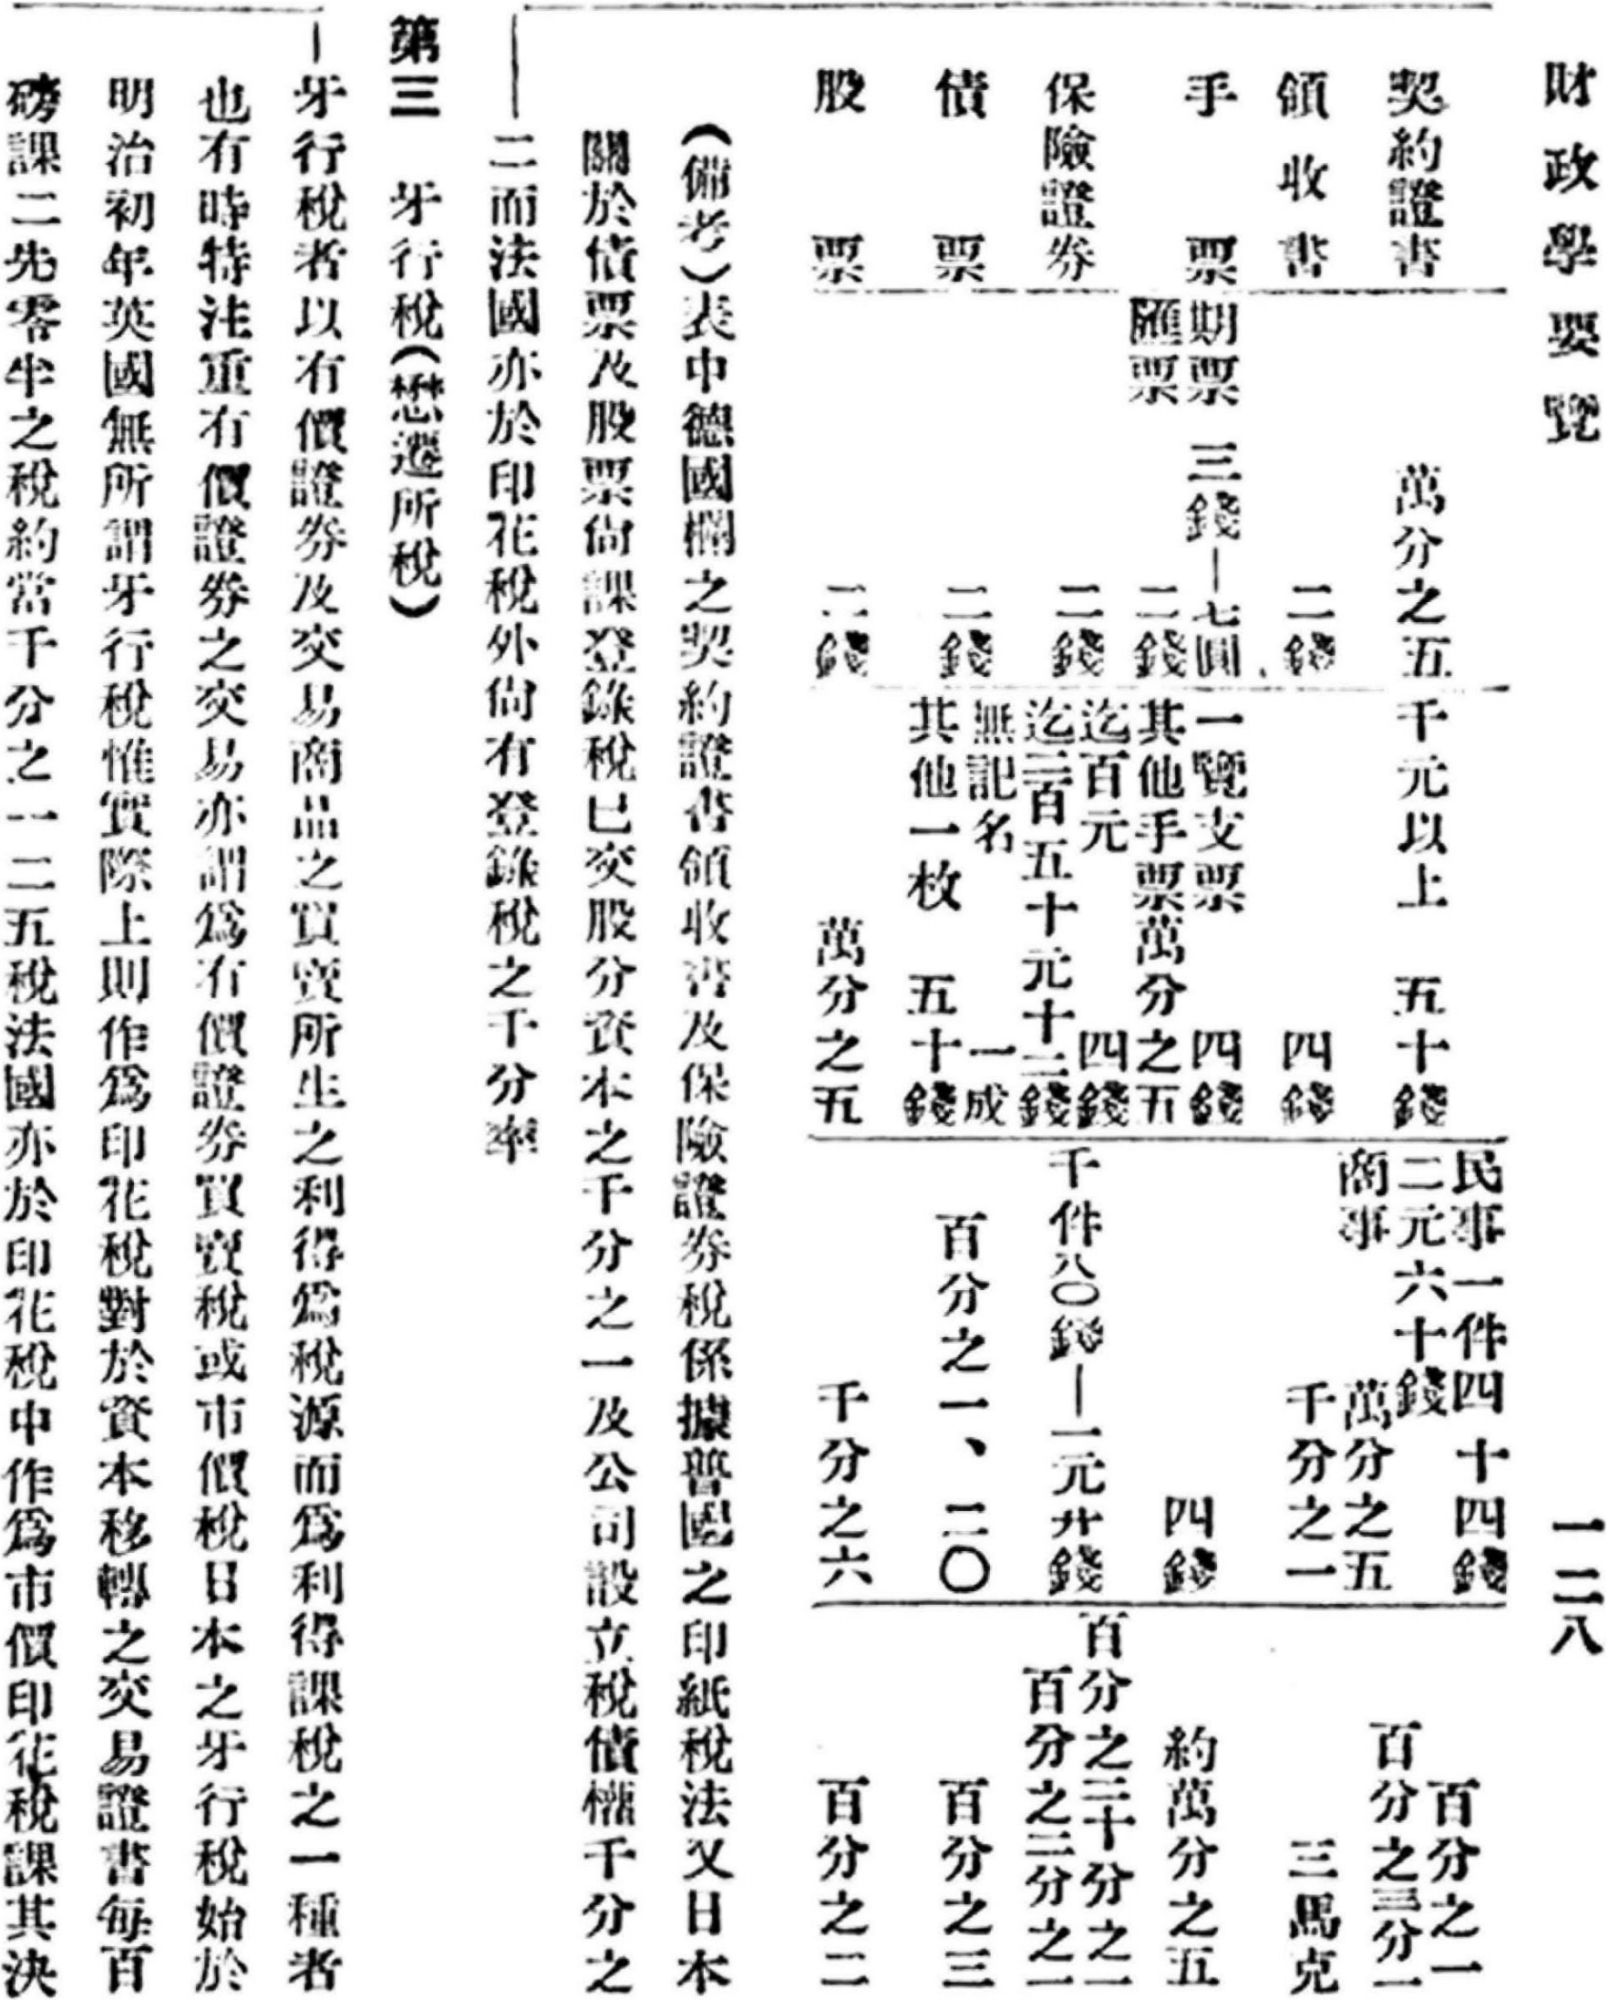 財政學要覽
一二八
契約證書
萬分之五
千元以上 五十錢
民事一件四十四錢
二元六十錢
商事 萬分之五
百分之一
百分之三分一
領收書
二錢
四錢
千分之一
三馬克
手票
期票 三錢—七圓
匯票 二錢
一覽支票 四錢
其他手票萬分之五
四錢
約萬分之五
保險證券
二錢
迄百元 四錢
迄二百五十元十二錢
千件八〇錢—一元廿錢
百分之二十分之一
百分之二分之一
債票
二錢
無記名 一成
其他一枚 五十錢
百分之一、二〇
百分之三
股票
二錢
萬分之五
千分之六
百分之二
(備考)表中德國欄之契約證書領收書及保險證券稅係據普國之印紙稅法又日本
關於債票及股票尙課登錄稅已交股分資本之千分之一及公司設立稅債權千分之
二而法國亦於印花稅外尙有登錄稅之千分率
第三 牙行稅(懋遷所稅)
牙行稅者以有價證券及交易商品之買賣所生之利得爲稅源而爲利得課稅之一種者
也有時特注重有價證券之交易亦謂爲有價證券買賣稅或市價稅日本之牙行稅始於
明治初年英國無所謂牙行稅惟實際上則作爲印花稅對於資本移轉之交易證書每百
磅課二先零半之稅約當千分之一二五稅法國亦於印花稅中作爲市價印花稅課其決